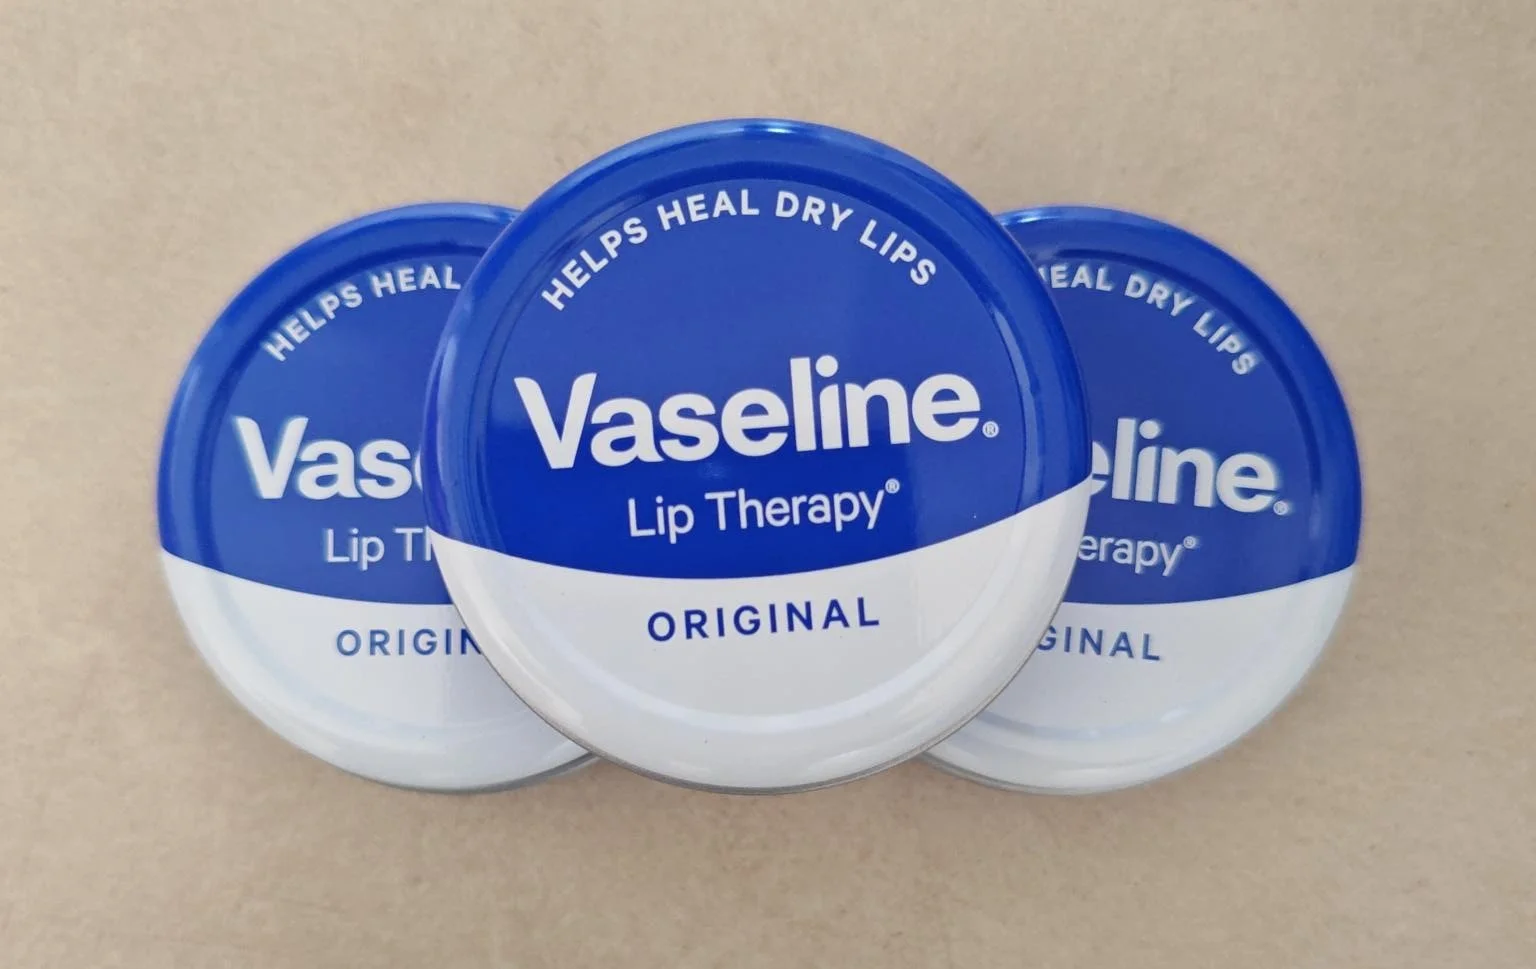 HELPS HEAL
Vas
Lip Th
ORIGIN
HELPS HEAL DRY LIPS
Vaseline®
Lip Therapy®
ORIGINAL
HEAL DRY LIPS
eline®
erapy®
GINAL